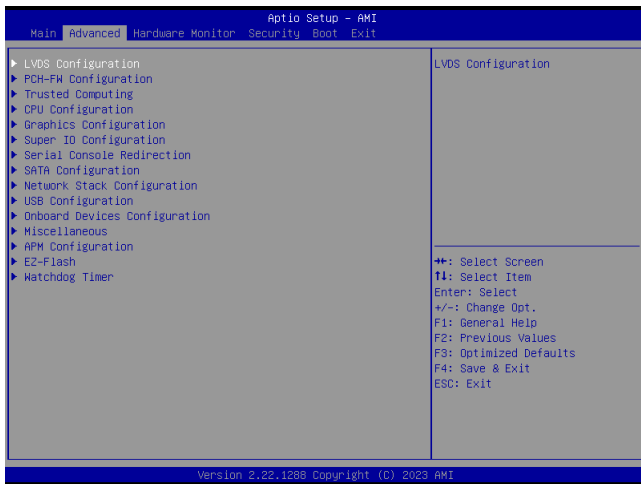 Aptio Setup - AMI
Main Advanced Hardware Monitor Security Boot Exit
LVDS Configuration
PCH-FW Configuration
Trusted Computing
CPU Configuration
Graphics Configuration
Super IO Configuration
Serial Console Redirection
SATA Configuration
Network Stack Configuration
USB Configuration
Onboard Devices Configuration
Miscellaneous
APM Configuration
EZ-Flash
Watchdog Timer
LVDS Configuration
→←: Select Screen
↑↓: Select Item
Enter: Select
+/-: Change Opt.
F1: General Help
F2: Previous Values
F3: Optimized Defaults
F4: Save & Exit
ESC: Exit
Version 2.22.1288 Copyright (C) 2023 AMI